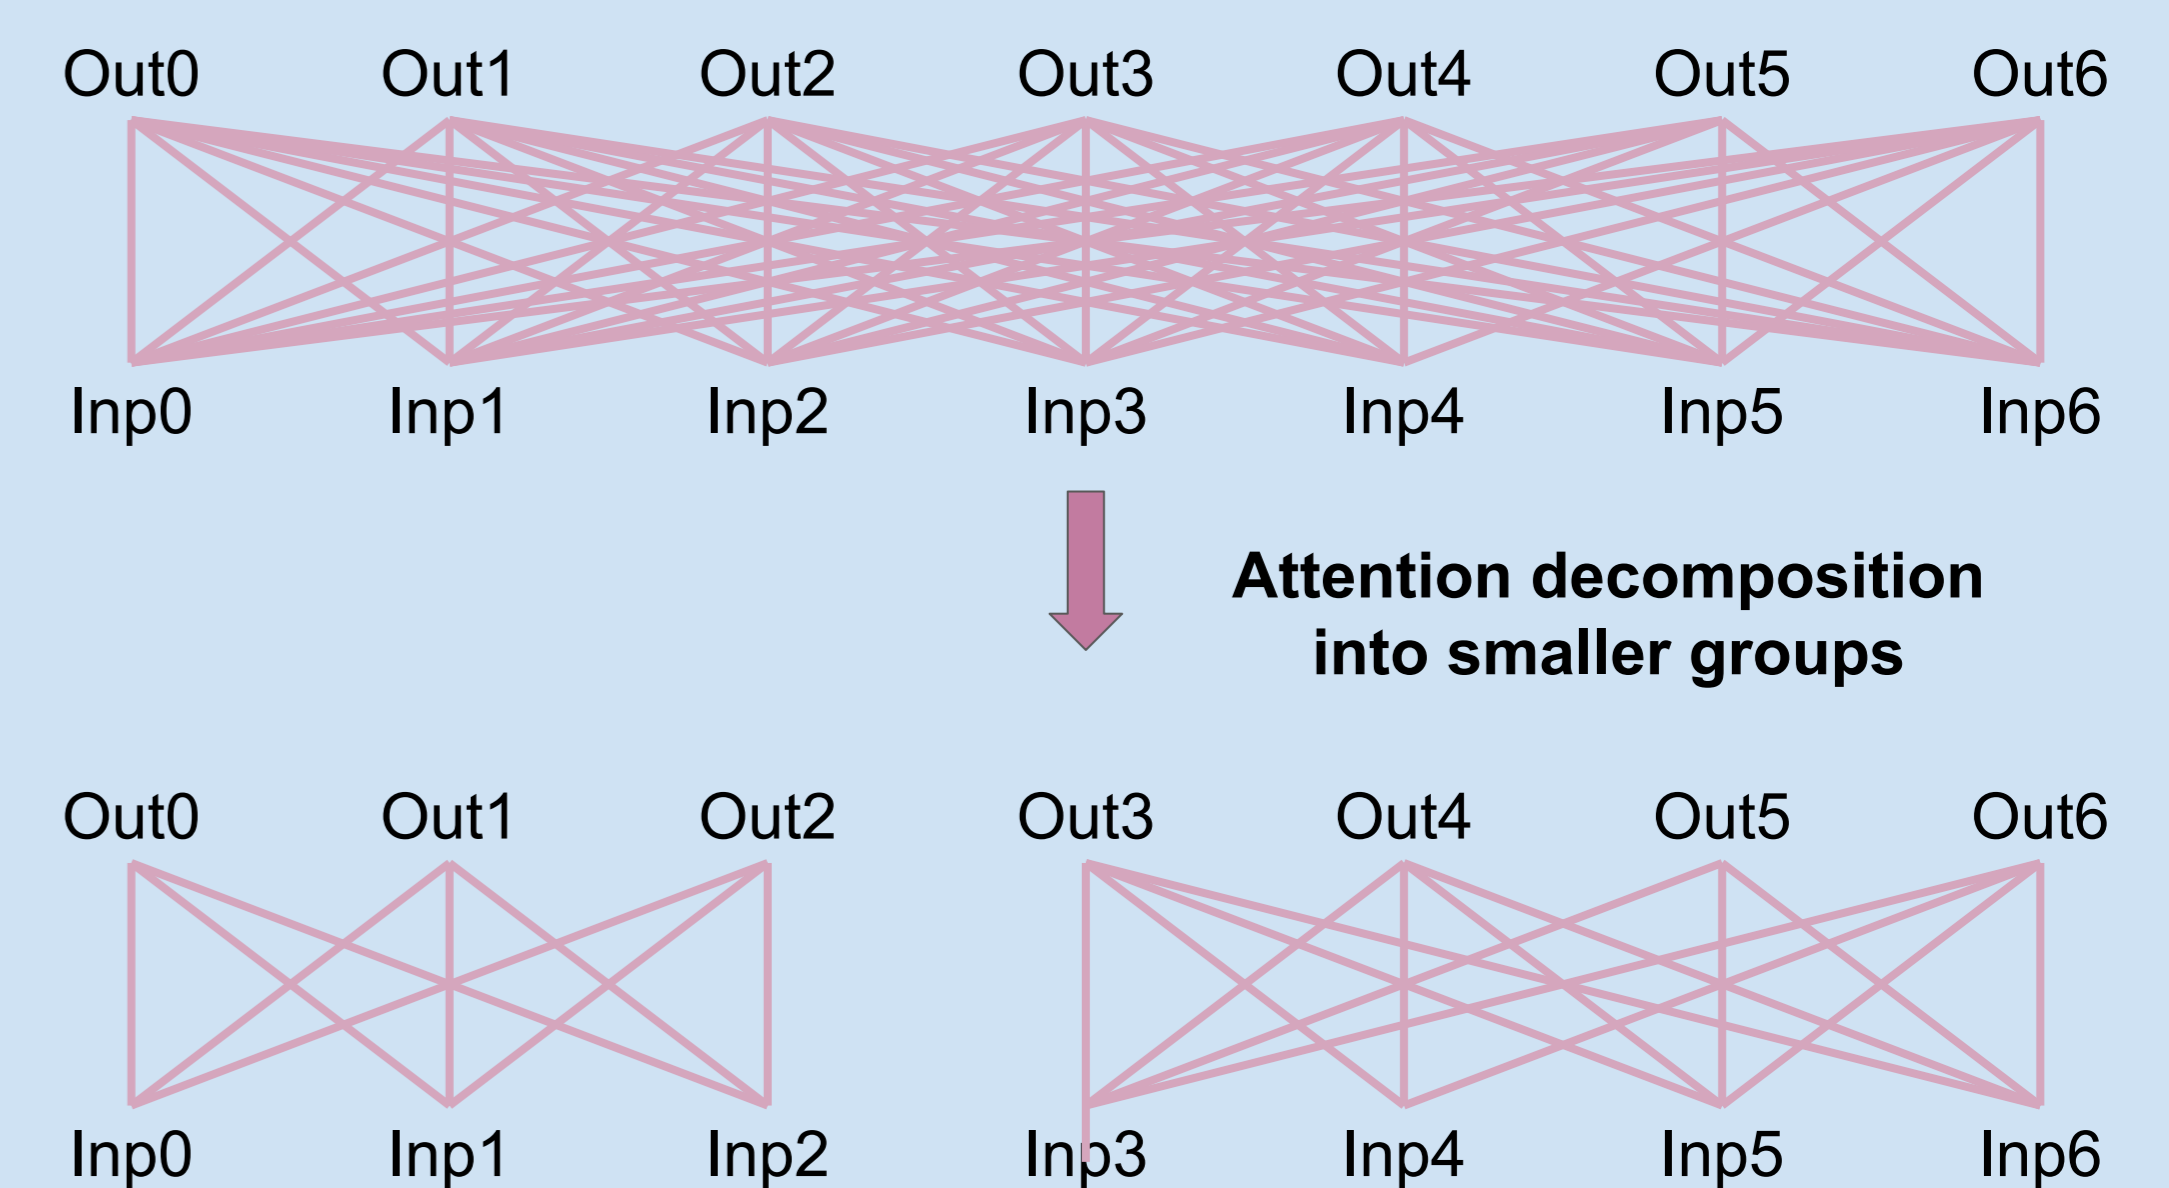 Out0 Out1 Out2 Out3 Out4 Out5 Out6
Inp0 Inp1 Inp2 Inp3 Inp4 Inp5 Inp6
Attention decomposition
into smaller groups
Out0 Out1 Out2 Out3 Out4 Out5 Out6
Inp0 Inp1 Inp2 Inp3 Inp4 Inp5 Inp6